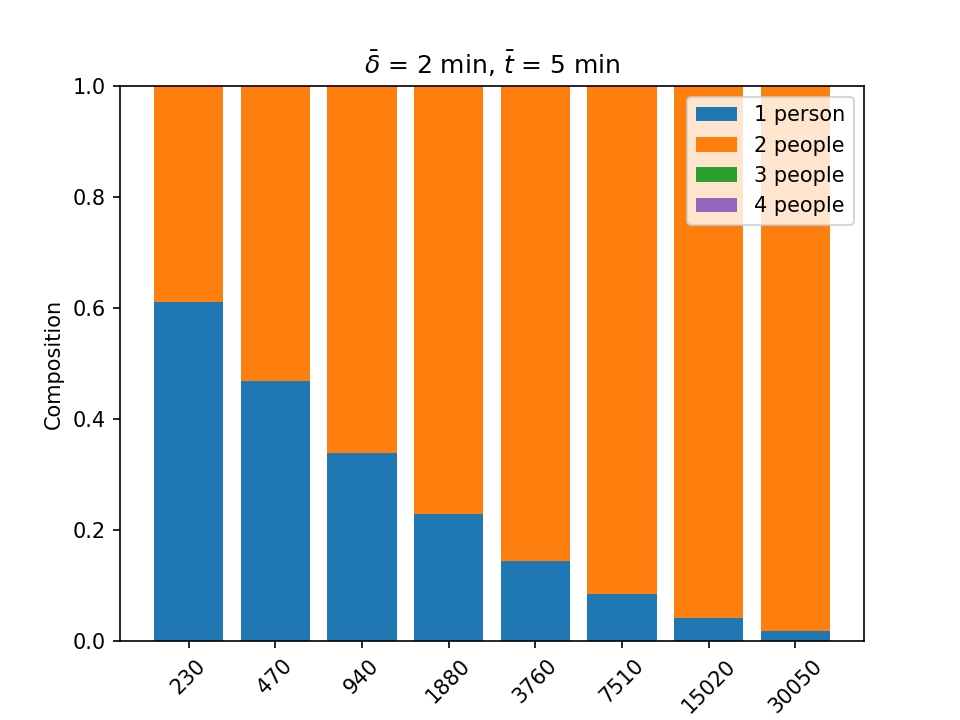 δ̄ = 2 min, t̄ = 5 min
1 person
2 people
3 people
4 people
Composition
1.0
0.8
0.6
0.4
0.2
0.0
230
470
940
1880
3760
7510
15020
30050